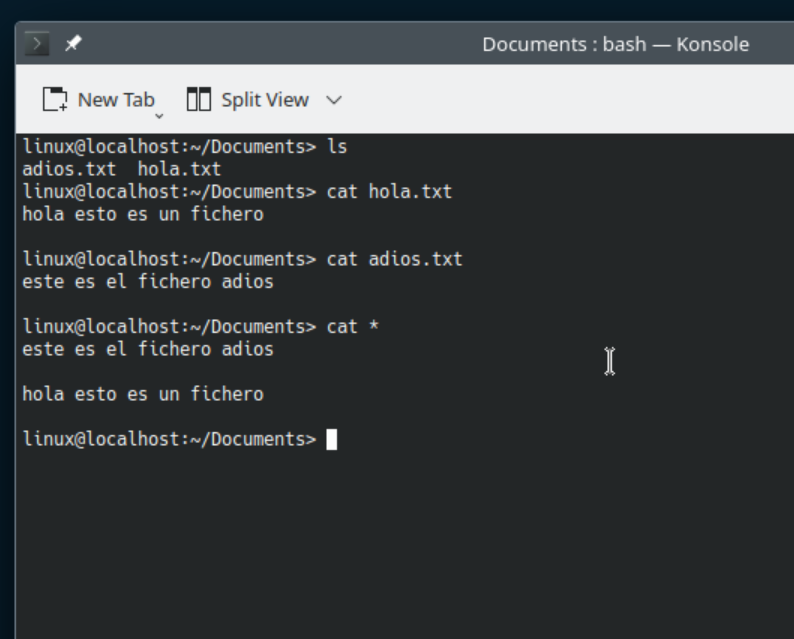 Documents : bash — Konsole
New Tab Split View
linux@localhost:~/Documents> ls
adios.txt  hola.txt
linux@localhost:~/Documents> cat hola.txt
hola esto es un fichero
linux@localhost:~/Documents> cat adios.txt
este es el fichero adios
linux@localhost:~/Documents> cat *
este es el fichero adios
hola esto es un fichero
linux@localhost:~/Documents>